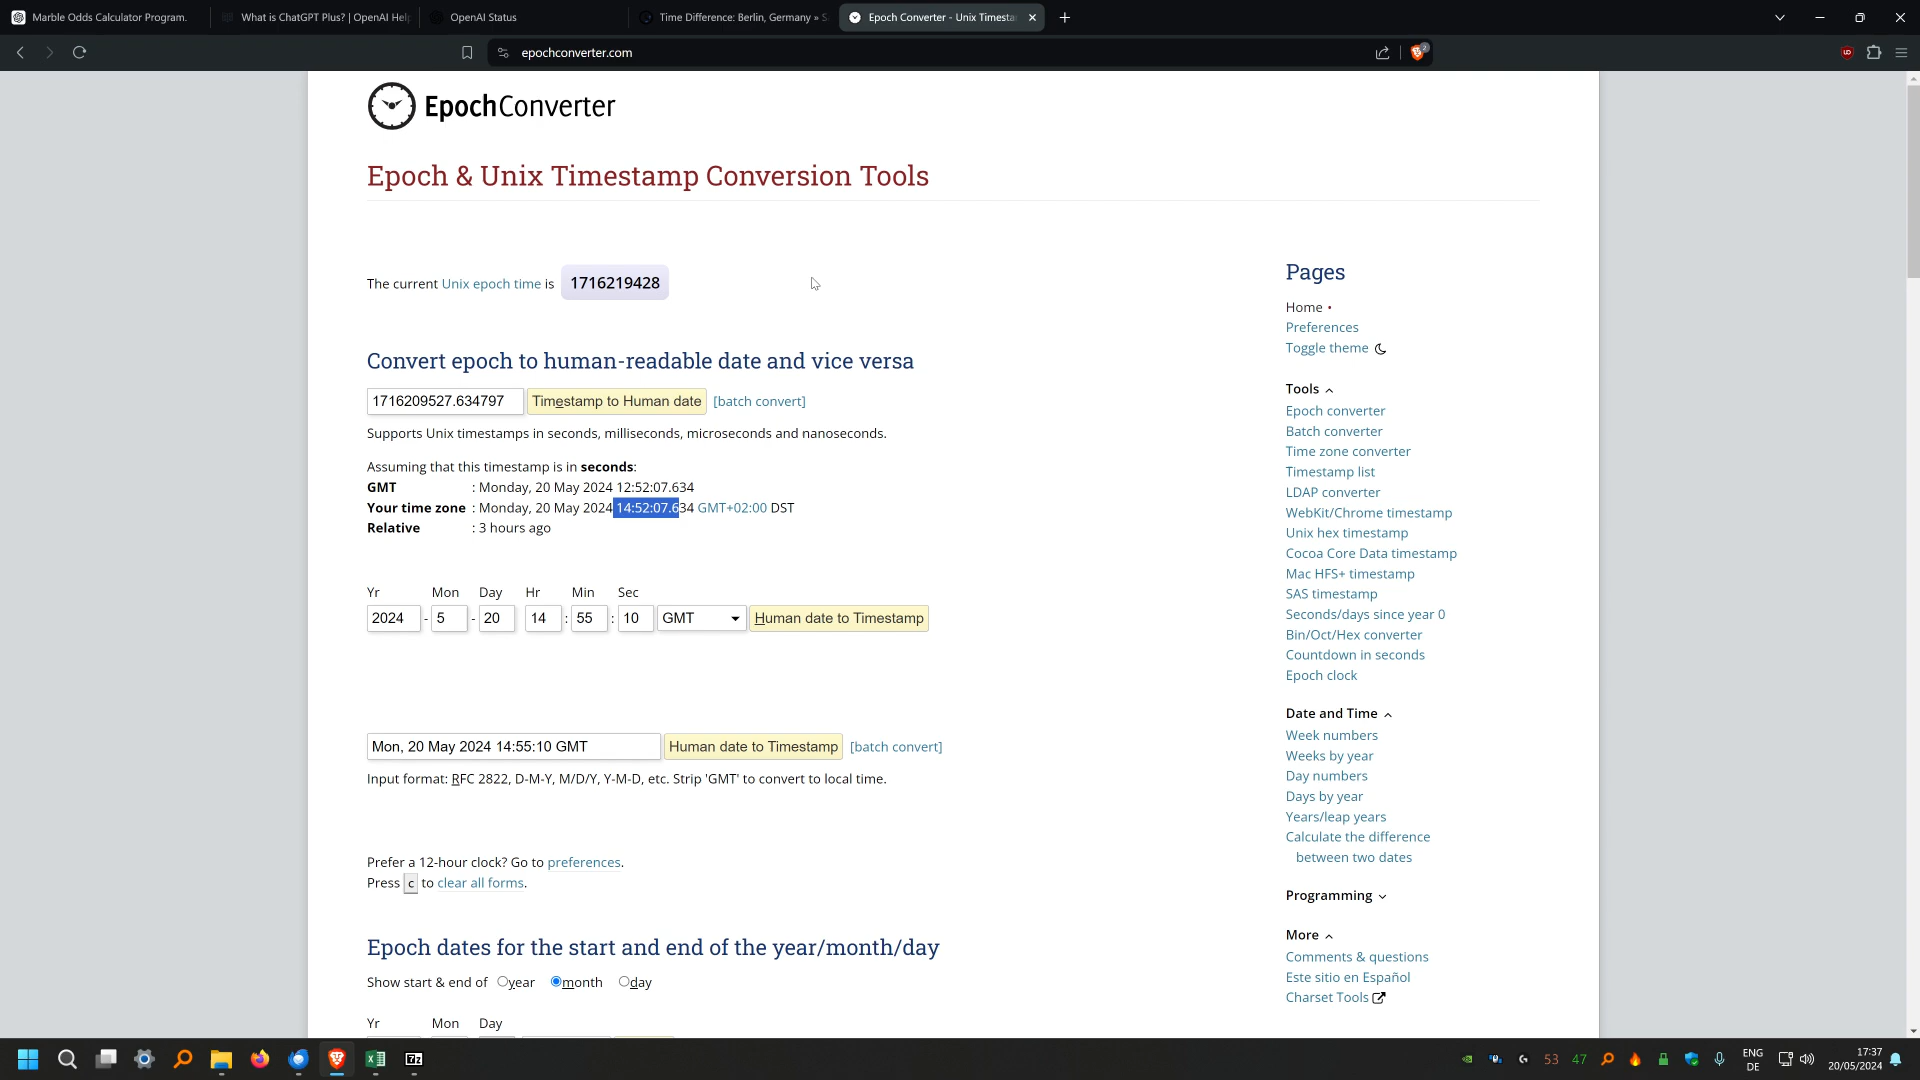 Marble Odds Calculator Program.
What is ChatGPT Plus? | OpenAI Hel
OpenAI Status
Time Difference: Berlin, Germany » S
Epoch Converter - Unix Timesta
epochconverter.com
2
EpochConverter
Epoch & Unix Timestamp Conversion Tools
The current Unix epoch time is 1716219428
Convert epoch to human-readable date and vice versa
1716209527.634797 Timestamp to Human date [batch convert]
Supports Unix timestamps in seconds, milliseconds, microseconds and nanoseconds.
Assuming that this timestamp is in seconds:
GMT : Monday, 20 May 2024 12:52:07.634
Your time zone : Monday, 20 May 2024 14:52:07.634 GMT+02:00 DST
Relative : 3 hours ago
Yr Mon Day Hr Min Sec
2024 - 5 - 20 14 : 55 : 10 GMT Human date to Timestamp
Mon, 20 May 2024 14:55:10 GMT Human date to Timestamp [batch convert]
Input format: RFC 2822, D-M-Y, M/D/Y, Y-M-D, etc. Strip 'GMT' to convert to local time.
Prefer a 12-hour clock? Go to preferences.
Press c to clear all forms.
Epoch dates for the start and end of the year/month/day
Show start & end of year month day
Yr Mon Day
Pages
Home •
Preferences
Toggle theme
Tools
Epoch converter
Batch converter
Time zone converter
Timestamp list
LDAP converter
WebKit/Chrome timestamp
Unix hex timestamp
Cocoa Core Data timestamp
Mac HFS+ timestamp
SAS timestamp
Seconds/days since year 0
Bin/Oct/Hex converter
Countdown in seconds
Epoch clock
Date and Time
Week numbers
Weeks by year
Day numbers
Days by year
Years/leap years
Calculate the difference
between two dates
Programming
More
Comments & questions
Este sitio en Español
Charset Tools
7z
53 47
ENG
DE
17:37
20/05/2024